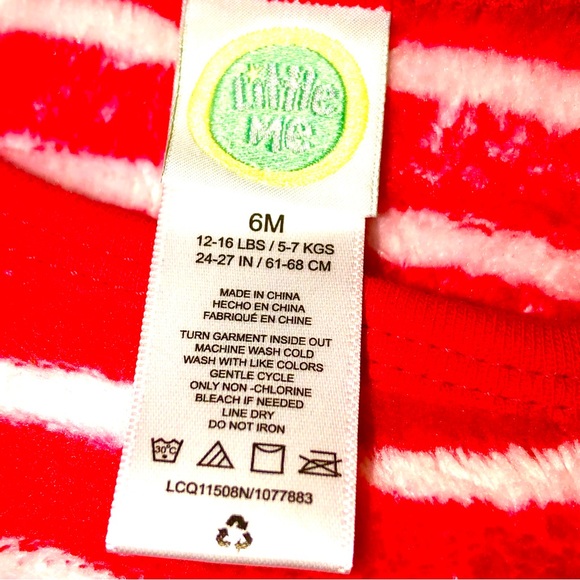 little
me
6M
12-16 LBS / 5-7 KGS
24-27 IN / 61-68 CM
MADE IN CHINA
HECHO EN CHINA
FABRIQUÉ EN CHINE
TURN GARMENT INSIDE OUT
MACHINE WASH COLD
WASH WITH LIKE COLORS
GENTLE CYCLE
ONLY NON -CHLORINE
BLEACH IF NEEDED
LINE DRY
DO NOT IRON
30°C
LCQ11508N/1077883